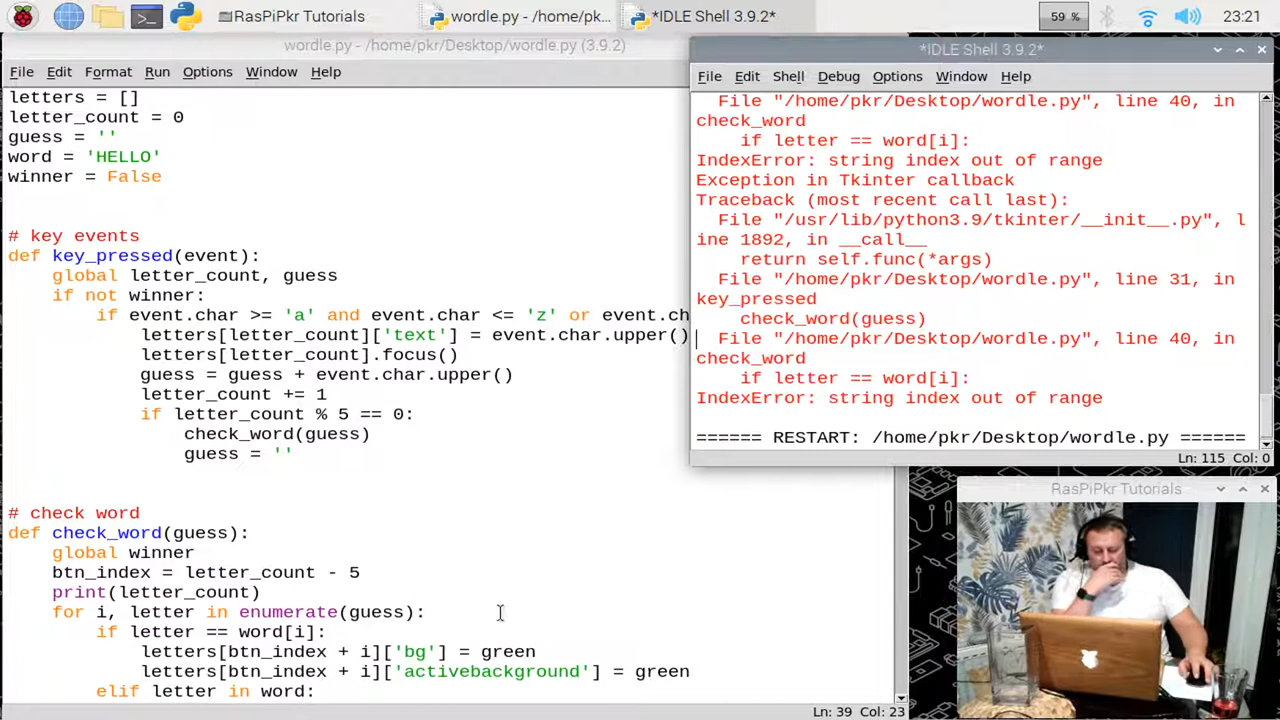 RasPiPkr Tutorials
wordle.py - /home/pk...
*IDLE Shell 3.9.2*
59 %
23:21
wordle.py - /home/pkr/Desktop/wordle.py (3.9.2)
File Edit Format Run Options Window Help
letters = []
letter_count = 0
guess = ''
word = 'HELLO'
winner = False
# key events
def key_pressed(event):
global letter_count, guess
if not winner:
if event.char >= 'a' and event.char <= 'z' or event.ch
letters[letter_count]['text'] = event.char.upper()
letters[letter_count].focus()
guess = guess + event.char.upper()
letter_count += 1
if letter_count % 5 == 0:
check_word(guess)
guess = ''
# check word
def check_word(guess):
global winner
btn_index = letter_count - 5
print(letter_count)
for i, letter in enumerate(guess):
if letter == word[i]:
letters[btn_index + i]['bg'] = green
letters[btn_index + i]['activebackground'] = green
elif letter in word:
Ln: 39 Col: 23
*IDLE Shell 3.9.2*
File Edit Shell Debug Options Window Help
File "/home/pkr/Desktop/wordle.py", line 40, in
check_word
if letter == word[i]:
IndexError: string index out of range
Exception in Tkinter callback
Traceback (most recent call last):
File "/usr/lib/python3.9/tkinter/__init__.py", l
ine 1892, in __call__
return self.func(*args)
File "/home/pkr/Desktop/wordle.py", line 31, in
key_pressed
check_word(guess)
File "/home/pkr/Desktop/wordle.py", line 40, in
check_word
if letter == word[i]:
IndexError: string index out of range
====== RESTART: /home/pkr/Desktop/wordle.py ======
Ln: 115 Col: 0
RasPiPkr Tutorials